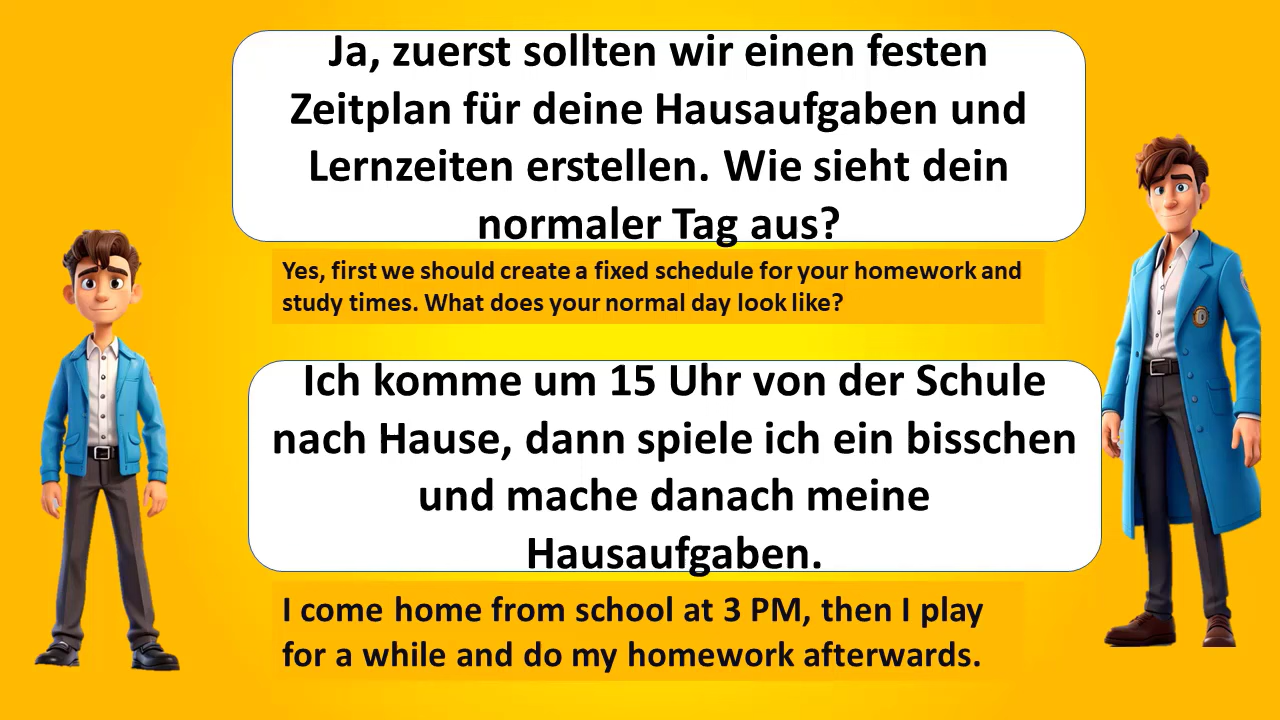 Ja, zuerst sollten wir einen festen
Zeitplan für deine Hausaufgaben und
Lernzeiten erstellen. Wie sieht dein
normaler Tag aus?
Yes, first we should create a fixed schedule for your homework and
study times. What does your normal day look like?
Ich komme um 15 Uhr von der Schule
nach Hause, dann spiele ich ein bisschen
und mache danach meine
Hausaufgaben.
I come home from school at 3 PM, then I play
for a while and do my homework afterwards.